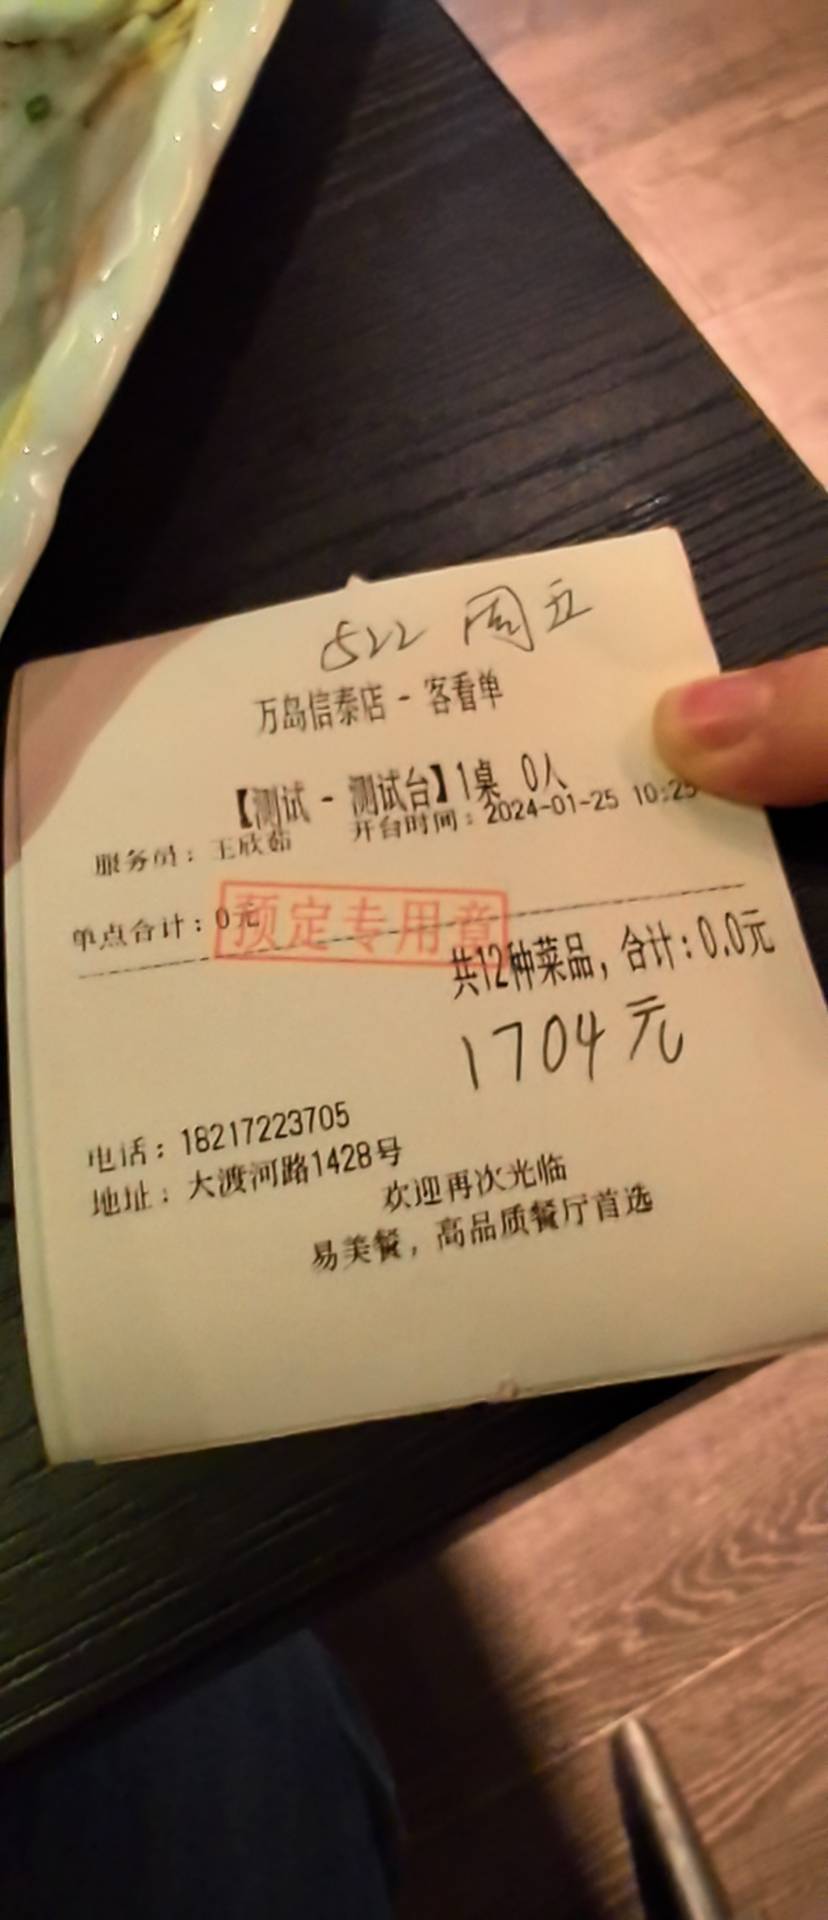 522 周五
万岛信泰店 - 客看单
【测试 - 测试台】1桌 0人
服务员：王欣茹 开台时间：2024-01-25 10:25
单点合计：0元
预定专用章
共12种菜品，合计：0.0元
1704元
电话：18217223705
地址：大渡河路1428号
欢迎再次光临
易美餐，高品质餐厅首选